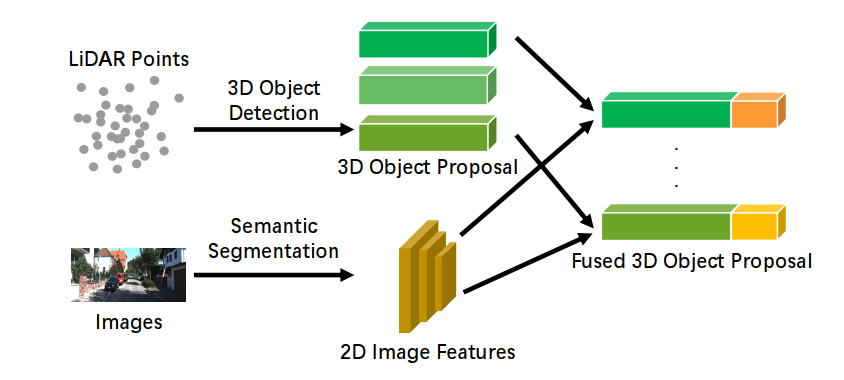 LiDAR Points
3D Object
Detection
3D Object Proposal
Semantic
Segmentation
Images
2D Image Features
.
.
.
Fused 3D Object Proposal